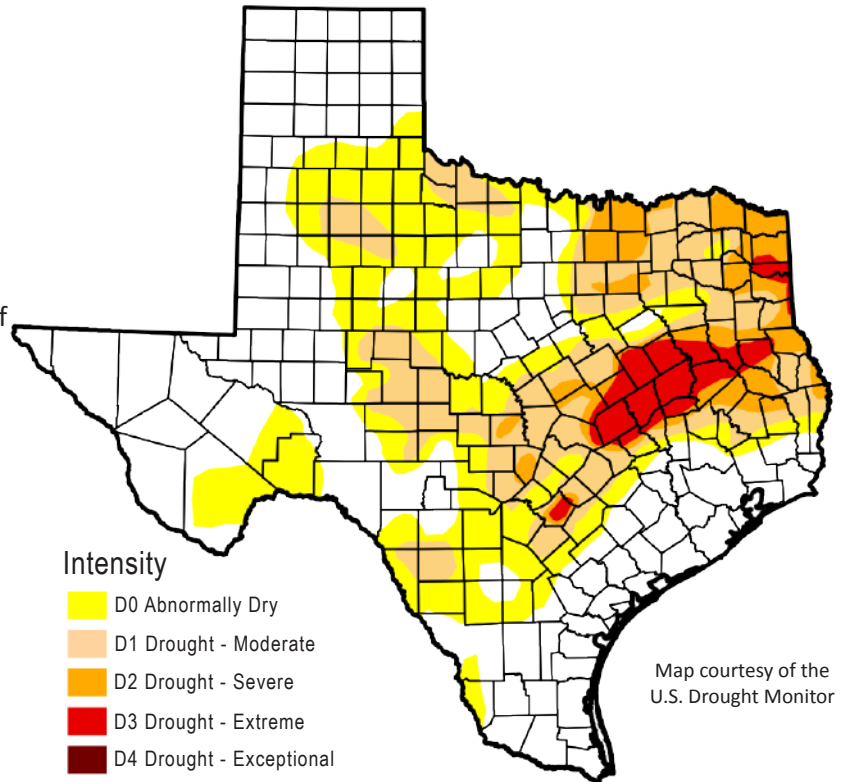 f
Intensity
D0 Abnormally Dry
D1 Drought - Moderate
D2 Drought - Severe
D3 Drought - Extreme
D4 Drought - Exceptional
Map courtesy of the
U.S. Drought Monitor